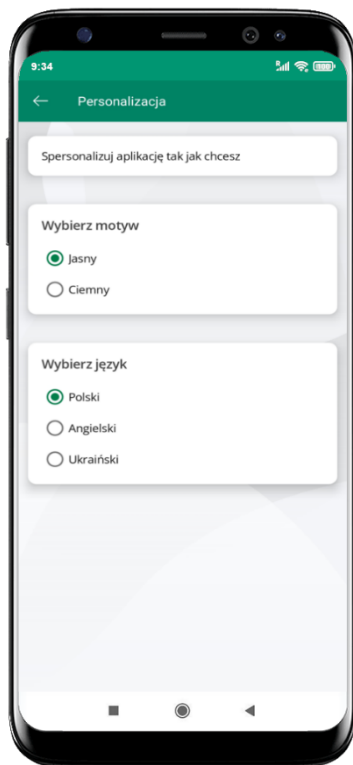 9:34
Personalizacja
Spersonalizuj aplikację tak jak chcesz
Wybierz motyw
Jasny
Ciemny
Wybierz język
Polski
Angielski
Ukraiński